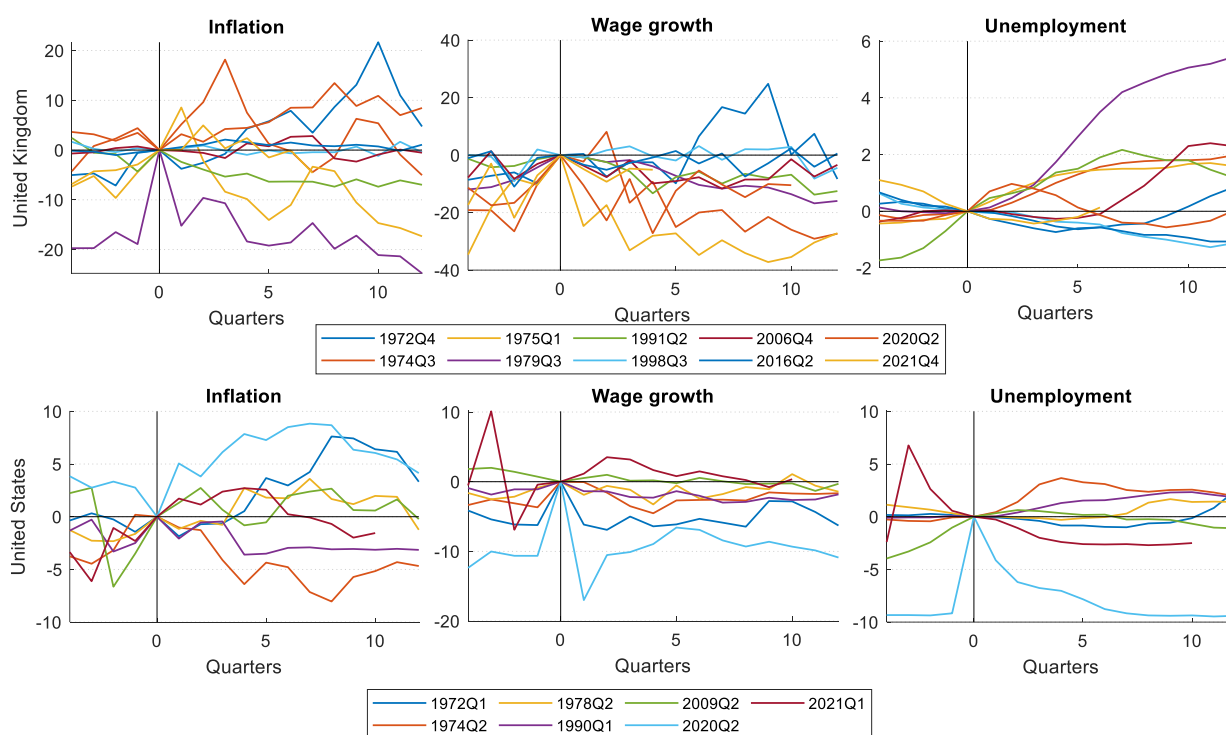 Inflation
Wage growth
Unemployment
United Kingdom
20
10
0
-10
-20
0 5 10
Quarters
40
20
0
-20
-40
0 5 10
Quarters
6
4
2
0
-2
0 5 10
Quarters
1972Q4 1975Q1 1991Q2 2006Q4 2020Q2
1974Q3 1979Q3 1998Q3 2016Q2 2021Q4
Inflation
Wage growth
Unemployment
United States
10
5
0
-5
-10
0 5 10
Quarters
10
0
-10
-20
0 5 10
Quarters
10
5
0
-5
-10
0 5 10
Quarters
1972Q1 1978Q2 2009Q2 2021Q1
1974Q2 1990Q1 2020Q2